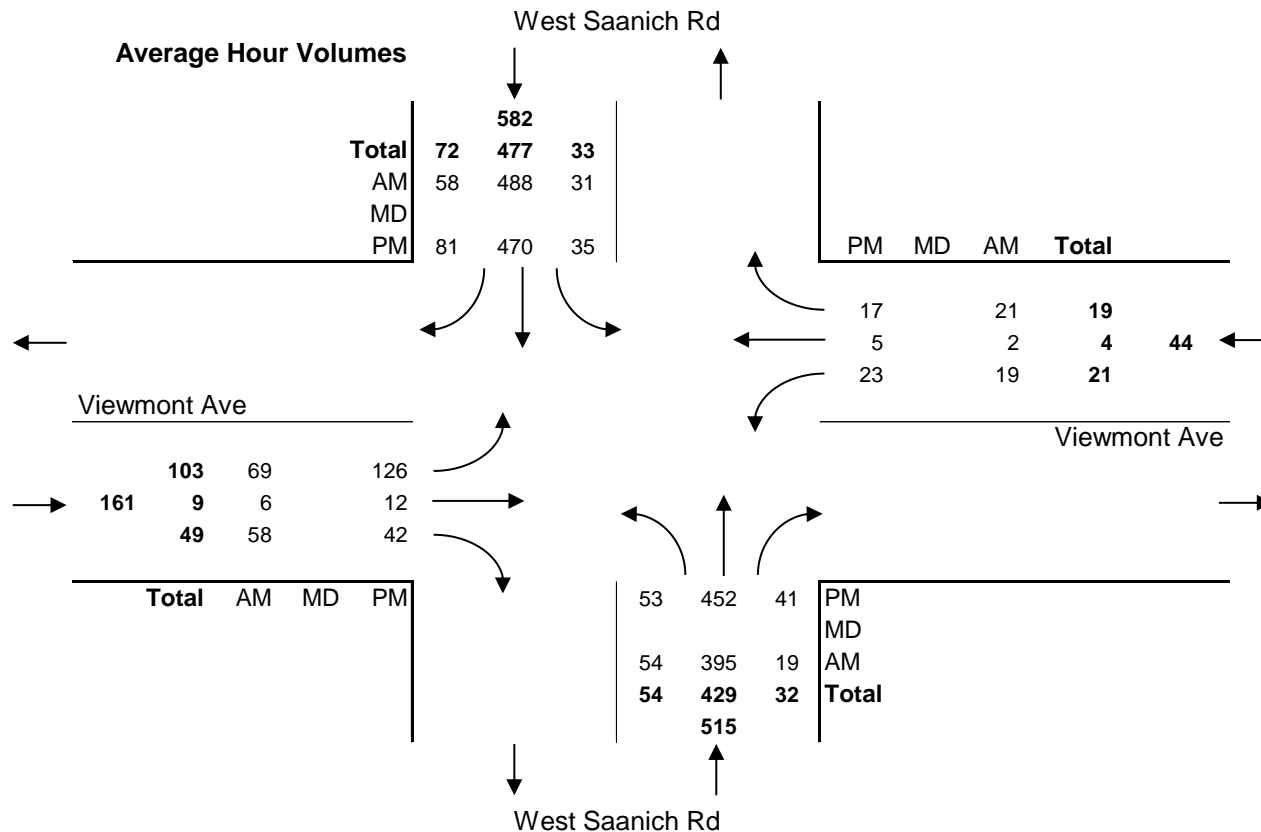 West Saanich Rd
Average Hour Volumes
582
Total 72 477 33
AM 58 488 31
MD
PM 81 470 35
PM MD AM Total
17 21 19
5 2 4 44
23 19 21
Viewmont Ave
Viewmont Ave
103 69 126
161 9 6 12
49 58 42
Total AM MD PM
53 452 41 PM
MD
54 395 19 AM
54 429 32 Total
515
West Saanich Rd